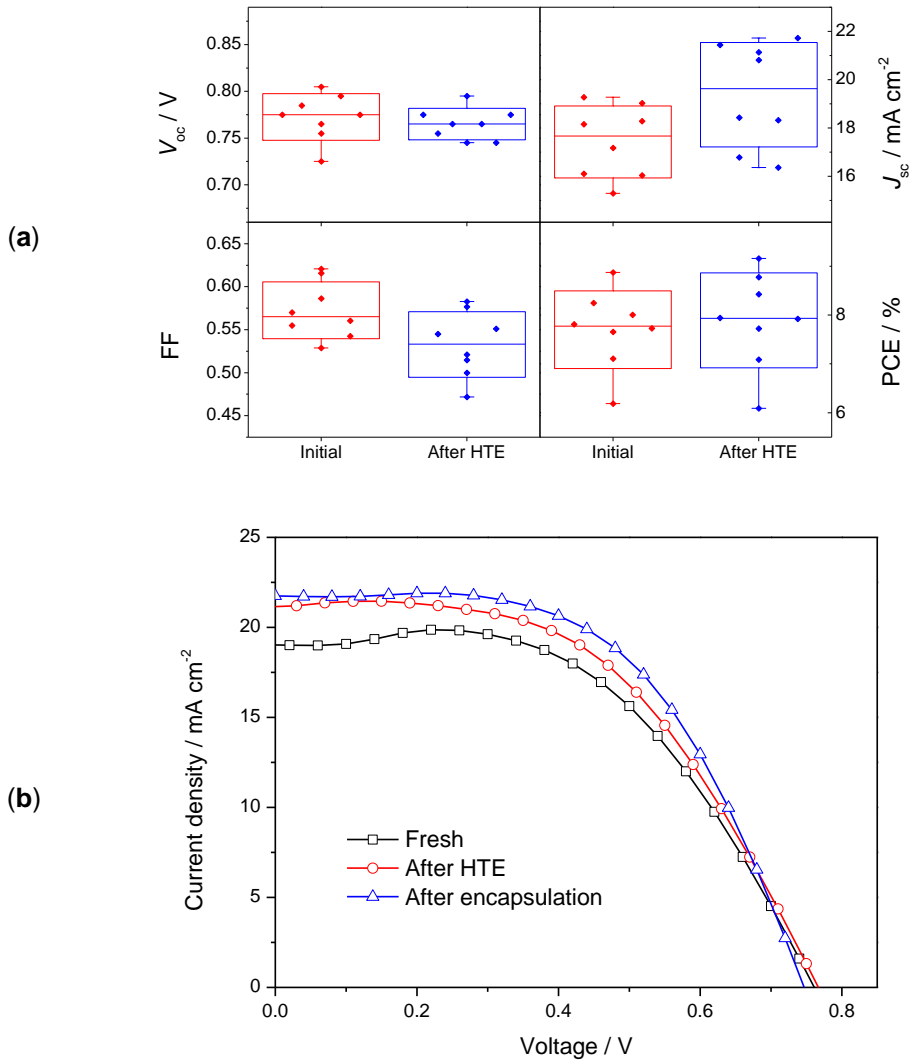 (a)
V_oc / V
0.85
0.80
0.75
0.70
22
20
18
16
14
J_sc / mA cm⁻²
FF
0.65
0.60
0.55
0.50
0.45
8
6
PCE / %
Initial After HTE Initial After HTE
(b)
Current density / mA cm⁻²
25
20
15
10
5
0
Fresh
After HTE
After encapsulation
0.0 0.2 0.4 0.6 0.8
Voltage / V